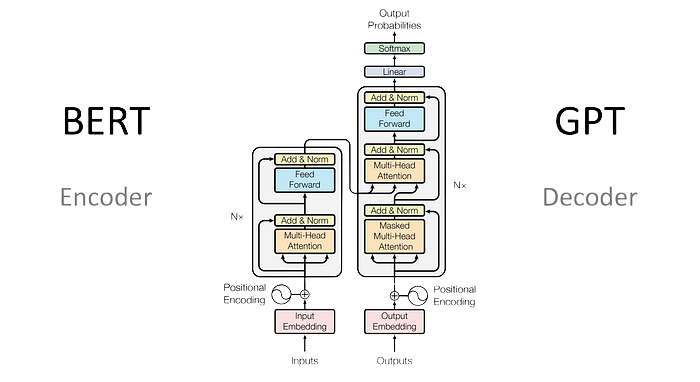 BERT
Encoder
Output
Probabilities
Softmax
Linear
Add & Norm
Feed
Forward
Add & Norm
Multi-Head
Attention
Add & Norm
Masked
Multi-Head
Attention
N×
Add & Norm
Feed
Forward
Add & Norm
Multi-Head
Attention
N×
Positional
Encoding
Positional
Encoding
Input
Embedding
Output
Embedding
Inputs
Outputs
GPT
Decoder